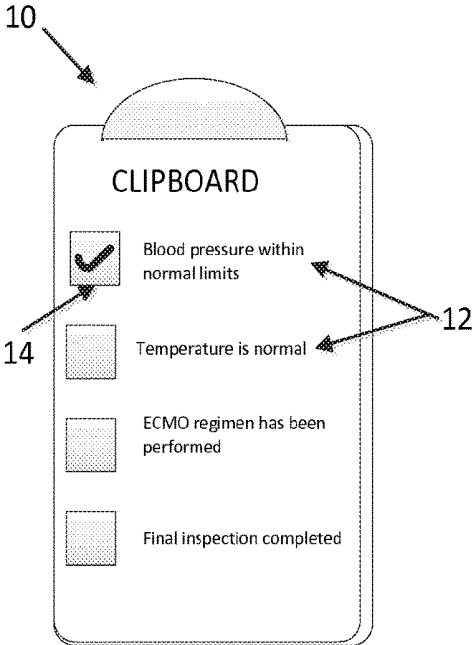 10
CLIPBOARD
Blood pressure within
normal limits
14
12
Temperature is normal
ECMO regimen has been
performed
Final inspection completed